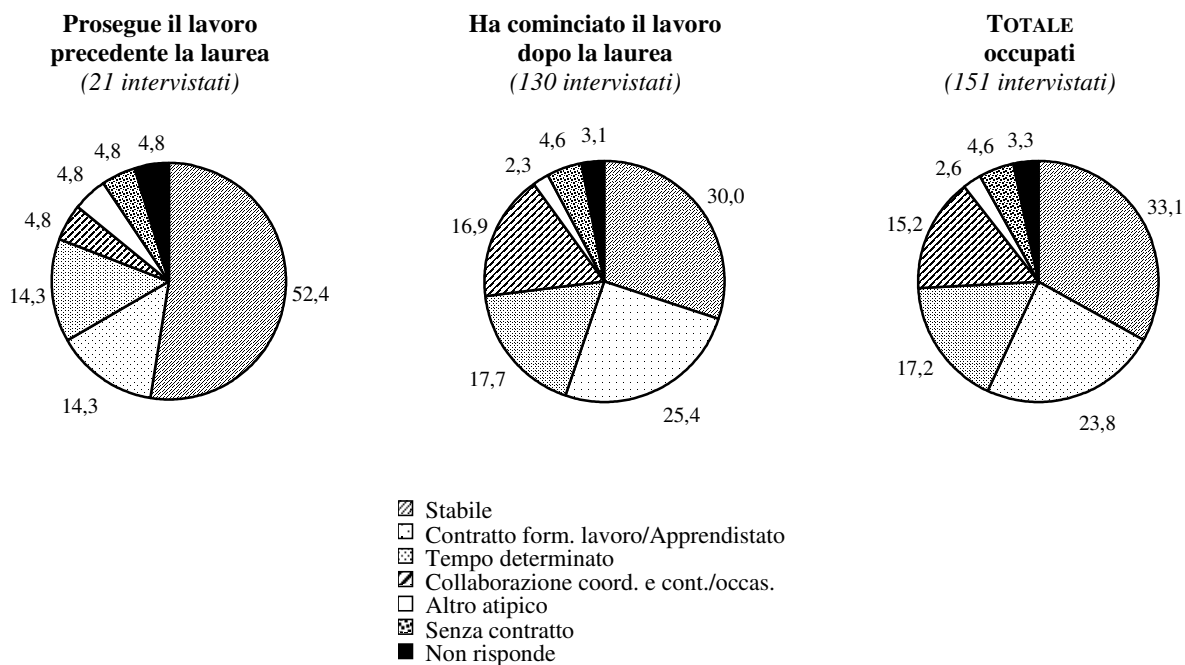 Prosegue il lavoro
precedente la laurea
(21 intervistati)
4,8
4,8
4,8
4,8
14,3
14,3
52,4
Ha cominciato il lavoro
dopo la laurea
(130 intervistati)
3,1
4,6
2,3
16,9
17,7
25,4
30,0
TOTALE
occupati
(151 intervistati)
3,3
4,6
2,6
15,2
17,2
23,8
33,1
Stabile
Contratto form. lavoro/Apprendistato
Tempo determinato
Collaborazione coord. e cont./occas.
Altro atipico
Senza contratto
Non risponde